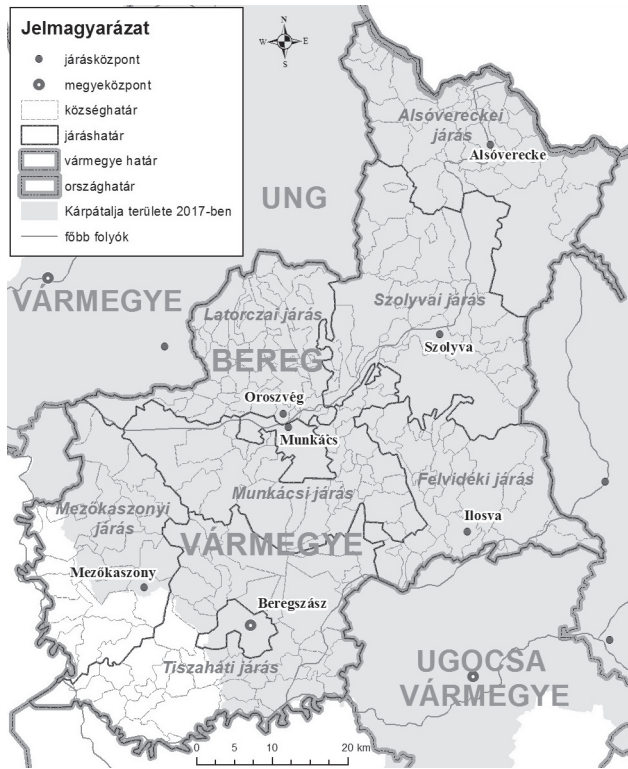 Jelmagyarázat
járásközpont
megyeközpont
községhatár
járáshatár
vármegye határ
országhatár
Kárpátalja területe 2017-ben
főbb folyók
N
W
E
S
Alsóvereckei
járás
Alsóverecke
UNG
VÁRMEGYE
Latorczai járás
Szolyvai járás
Szolyva
BEREG
Oroszvég
Munkács
Munkácsi járás
Felvidéki járás
Ilosva
Mezőkaszonyi
járás
VÁRMEGYE
Mezőkaszony
Beregszász
Tiszaháti járás
UGOCSA
VÁRMEGYE
0 5 10 20 km